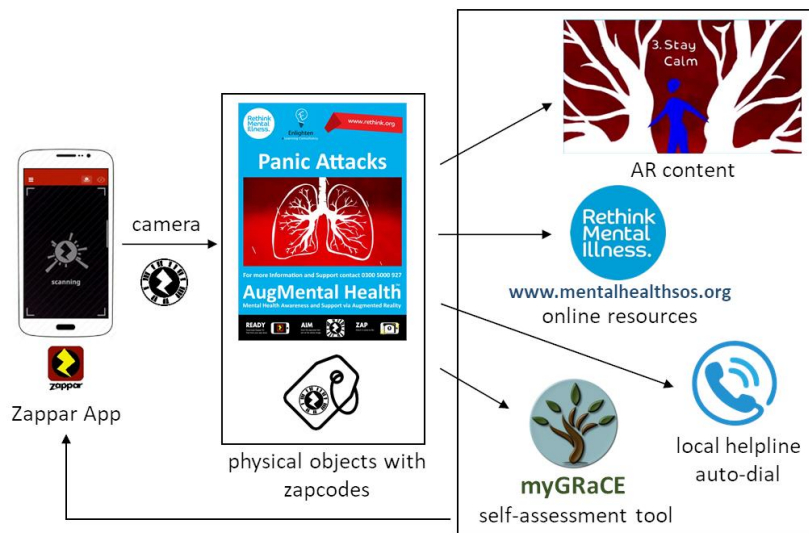 scanning
zappar
Zappar App
camera
Rethink
Mental
Illness.
Enlighten
www.rethink.org
Panic Attacks
For more Information and Support contact 0300 5000 927
AugMental Health
Mental Health Awareness and Support via Augmented Reality
READY
AIM
ZAP
physical objects with
zapcodes
3. Stay
Calm
AR content
Rethink
Mental
Illness.
www.mentalhealthsos.org
online resources
local helpline
auto-dial
myGRaCE
self-assessment tool